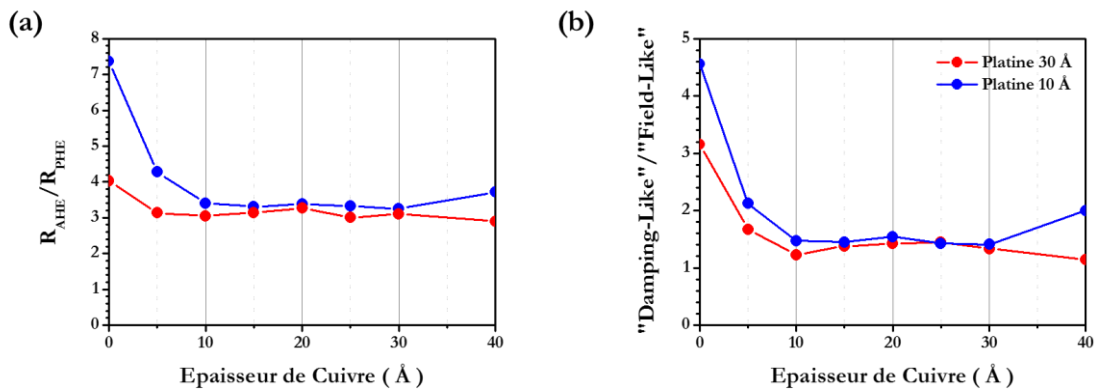 (a)
8
7
6
5
4
3
2
1
0
R_AHE/R_PHE
0 10 20 30 40
Epaisseur de Cuivre ( Å )
(b)
5
4
3
2
1
0
"Damping-Like"/"Field-Like"
Platine 30 Å
Platine 10 Å
0 10 20 30 40
Epaisseur de Cuivre ( Å )